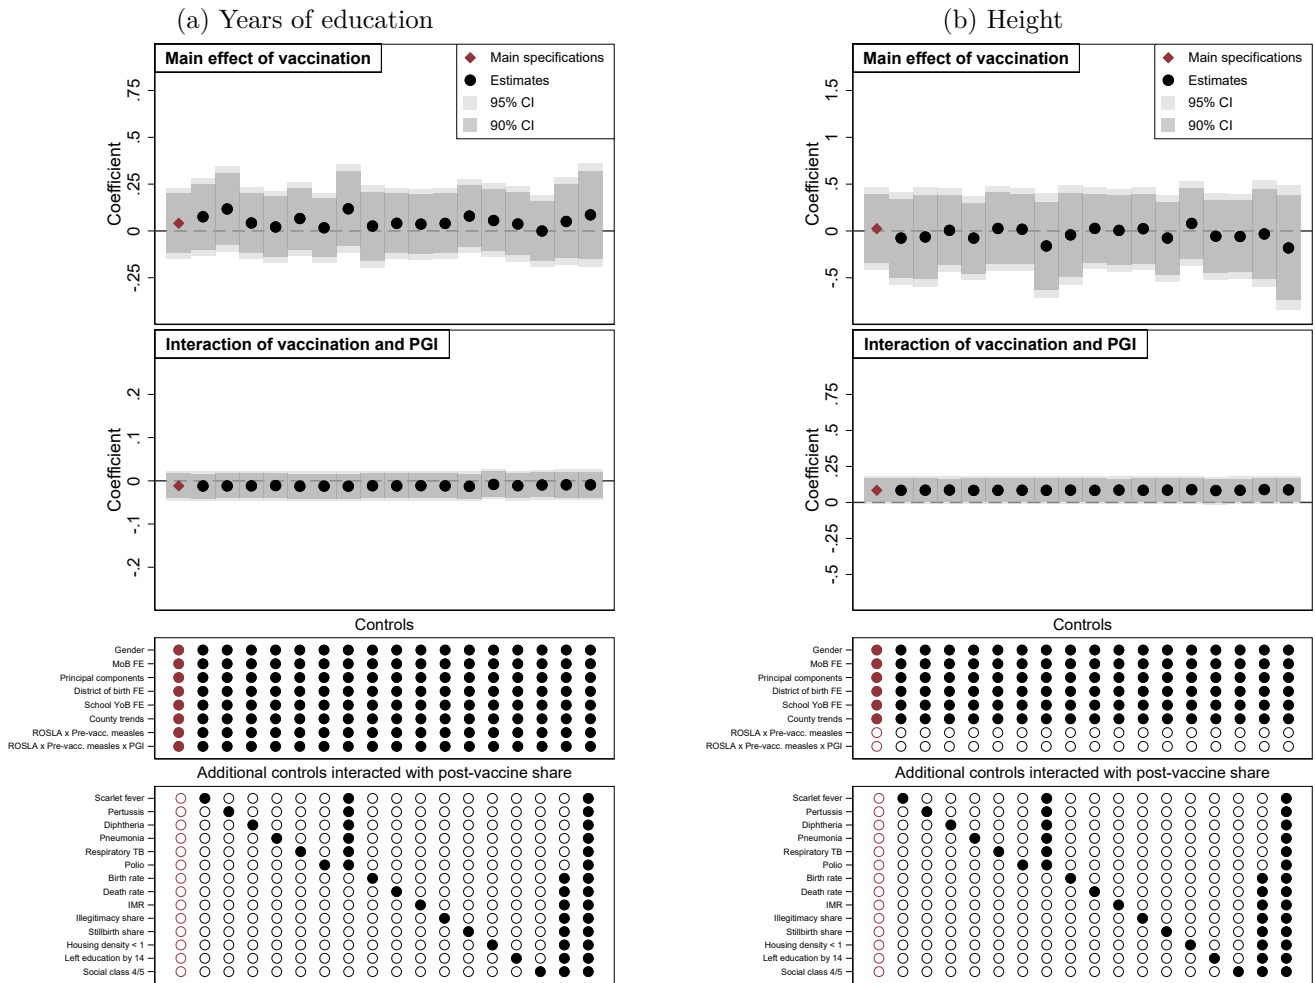 (a) Years of education
Main effect of vaccination
Main specifications
Estimates
95% CI
90% CI
Coefficient
.75
.5
.25
0
-.25
Interaction of vaccination and PGI
Coefficient
.2
.1
0
-.1
-.2
Controls
Gender
MoB FE
Principal components
District of birth FE
School YoB FE
County trends
ROSLA x Pre-vacc. measles
ROSLA x Pre-vacc. measles x PGI
Additional controls interacted with post-vaccine share
Scarlet fever
Pertussis
Diphtheria
Pneumonia
Respiratory TB
Polio
Birth rate
Death rate
IMR
Illegitimacy share
Stillbirth share
Housing density < 1
Left education by 14
Social class 4/5
(b) Height
Main effect of vaccination
Main specifications
Estimates
95% CI
90% CI
Coefficient
1.5
1
.5
0
-.5
Interaction of vaccination and PGI
Coefficient
.75
.5
.25
0
-.25
-.5
Controls
Gender
MoB FE
Principal components
District of birth FE
School YoB FE
County trends
ROSLA x Pre-vacc. measles
ROSLA x Pre-vacc. measles x PGI
Additional controls interacted with post-vaccine share
Scarlet fever
Pertussis
Diphtheria
Pneumonia
Respiratory TB
Polio
Birth rate
Death rate
IMR
Illegitimacy share
Stillbirth share
Housing density < 1
Left education by 14
Social class 4/5